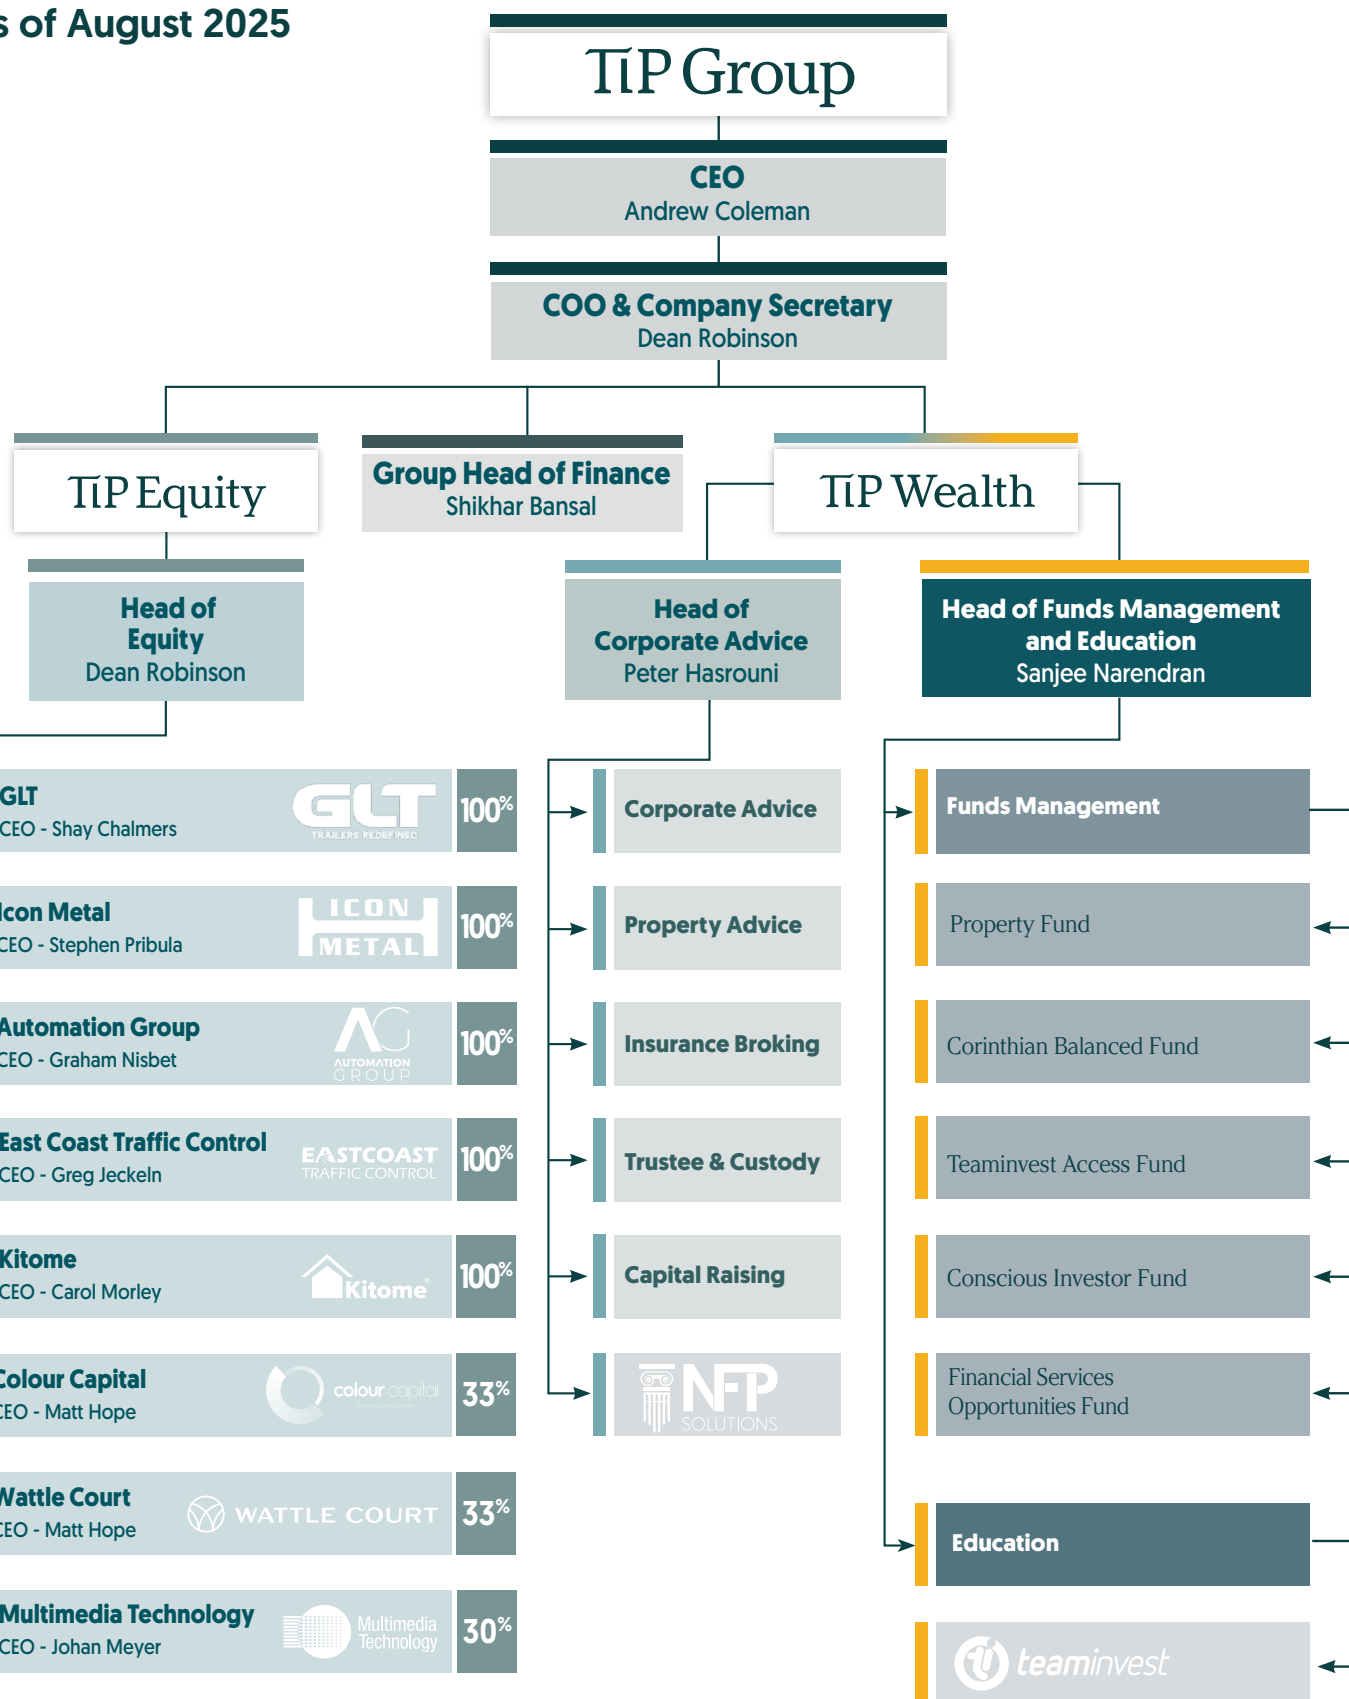 s of August 2025
TiP Group
CEO
Andrew Coleman
COO & Company Secretary
Dean Robinson
TiP Equity
Group Head of Finance
Shikhar Bansal
TiP Wealth
Head of
Equity
Dean Robinson
Head of
Corporate Advice
Peter Hasrouni
Head of Funds Management
and Education
Sanjee Narendran
GLT
CEO - Shay Chalmers
GLT
TRAILERS REDEFINED
100%
Icon Metal
CEO - Stephen Pribula
ICON
METAL
100%
Automation Group
CEO - Graham Nisbet
AG
AUTOMATION
GROUP
100%
East Coast Traffic Control
CEO - Greg Jeckeln
EASTCOAST
TRAFFIC CONTROL
100%
Kitome
CEO - Carol Morley
Kitome®
100%
Colour Capital
CEO - Matt Hope
colour capital
33%
Wattle Court
CEO - Matt Hope
WATTLE COURT
33%
Multimedia Technology
CEO - Johan Meyer
Multimedia
Technology
30%
Corporate Advice
Property Advice
Insurance Broking
Trustee & Custody
Capital Raising
NFP
SOLUTIONS
Funds Management
Property Fund
Corinthian Balanced Fund
Teaminvest Access Fund
Conscious Investor Fund
Financial Services
Opportunities Fund
Education
teaminvest